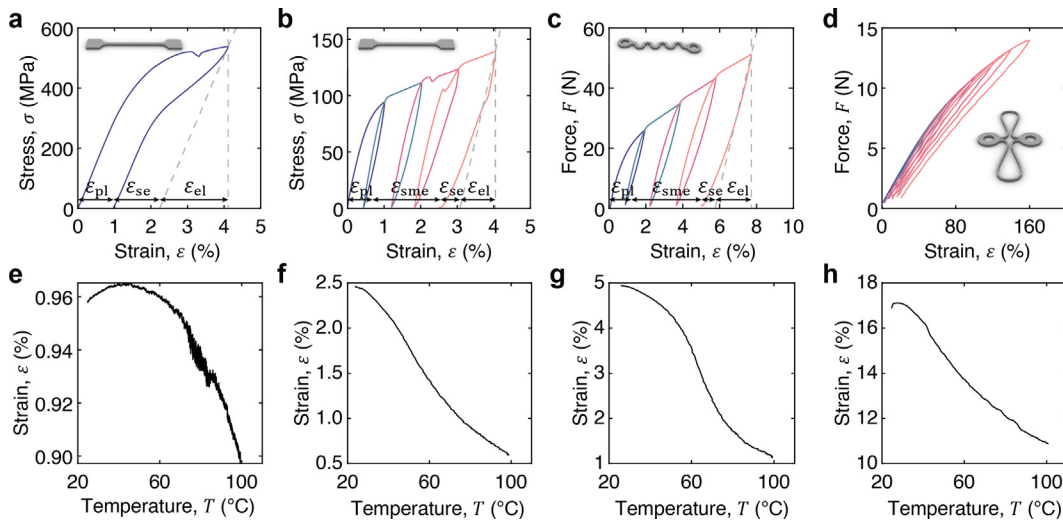 a
600
400
200
0
0 1 2 3 4 5
Stress, σ (MPa)
Strain, ε (%)
εpl
εse
εel
b
150
100
50
0
0 1 2 3 4 5
Stress, σ (MPa)
Strain, ε (%)
εpl
εsme
εse
εel
c
60
40
20
0
0 2 4 6 8 10
Force, F (N)
Strain, ε (%)
εpl
εsme
εse
εel
d
15
10
5
0
0 80 160
Force, F (N)
Strain, ε (%)
e
0.96
0.94
0.92
0.90
20 60 100
Strain, ε (%)
Temperature, T (°C)
f
2.5
2.0
1.5
1.0
0.5
20 60 100
Strain, ε (%)
Temperature, T (°C)
g
5
4
3
2
1
20 60 100
Strain, ε (%)
Temperature, T (°C)
h
18
16
14
12
10
20 60 100
Strain, ε (%)
Temperature, T (°C)